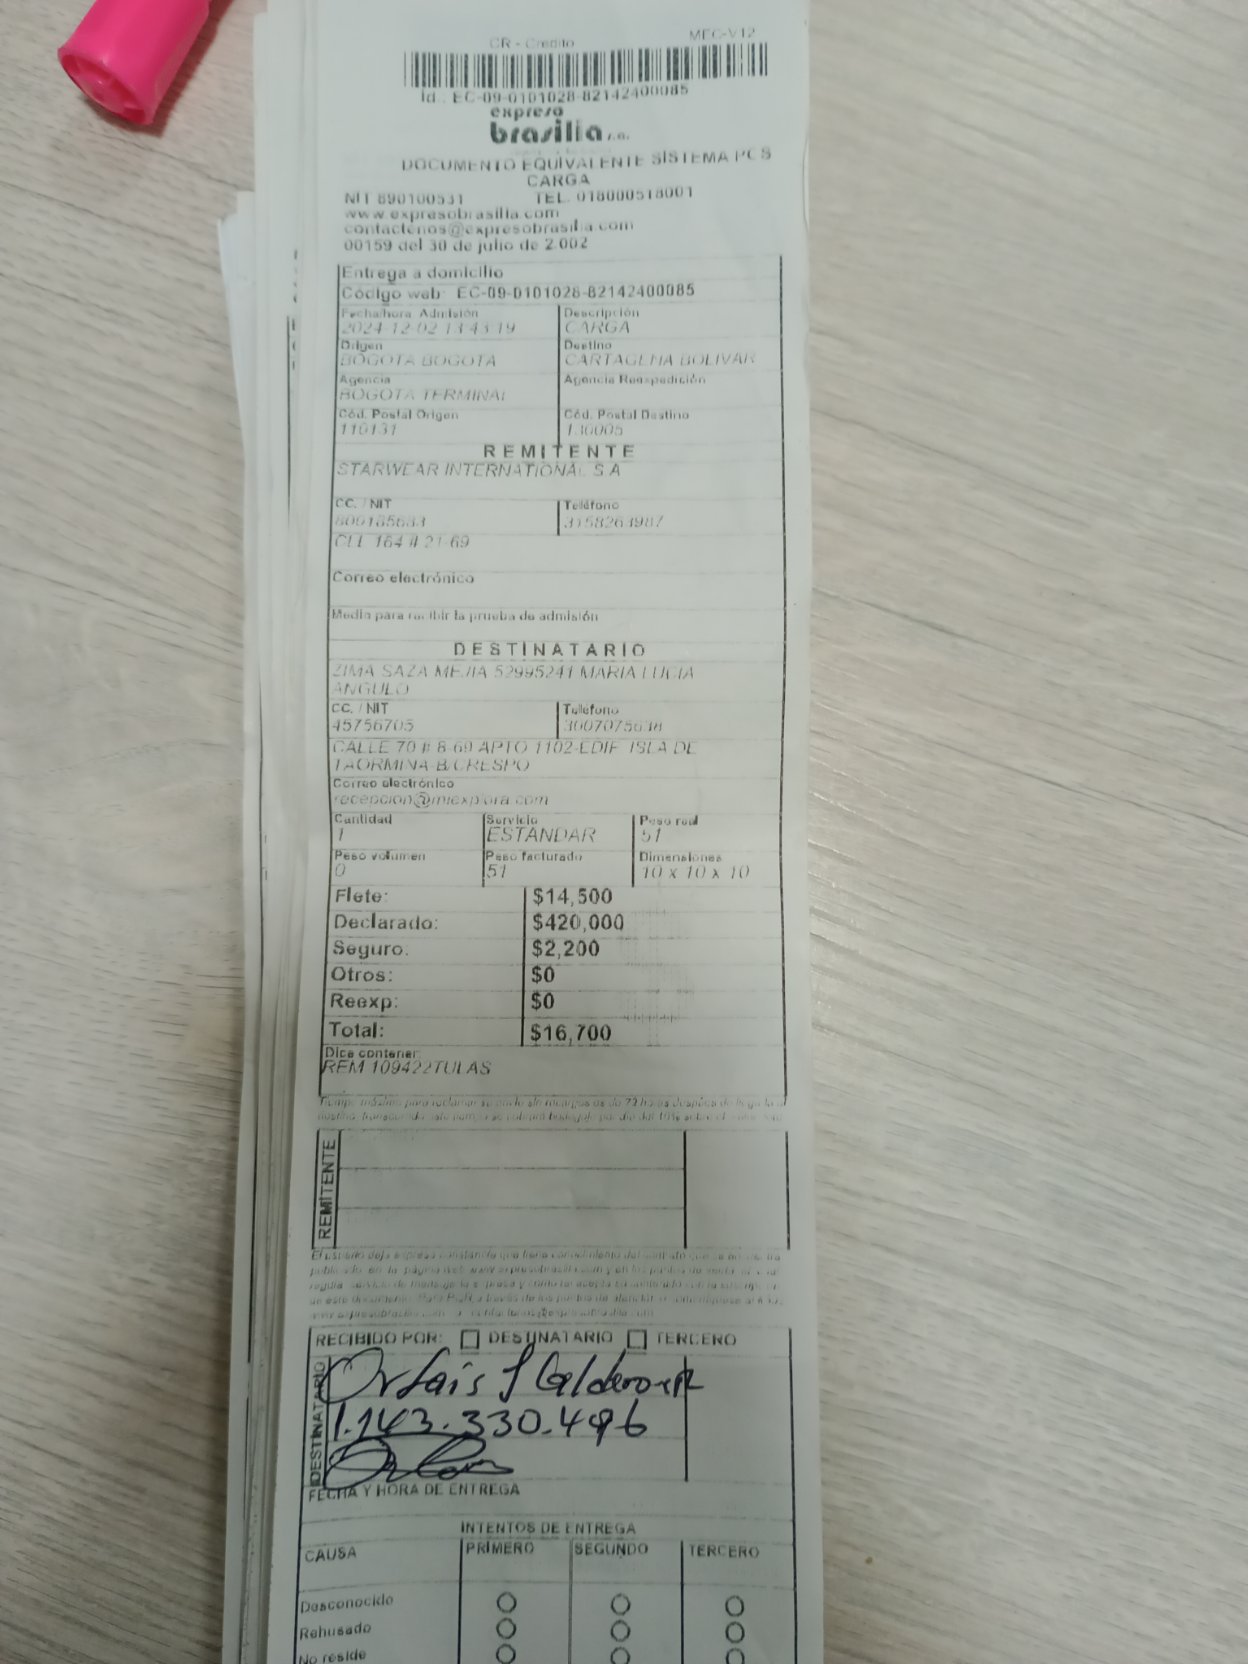 CR - Credito
MEC-V12
Id.: EC-09-0101028-82142400085
expreso
brasilia s.a.
DOCUMENTO EQUIVALENTE SISTEMA PCS
CARGA
NIT 890100531 TEL. 018000518001
www.expresobrasilia.com
contactenos@expresobrasilia.com
00159 del 30 de julio de 2.002
Entrega a domicilio
Código web: EC-09-0101028-82142400085
Fecha/hora Admisión Descripción
2024-12-02 13:43:19 CARGA
Origen Destino
BOGOTA BOGOTA CARTAGENA BOLIVAR
Agencia Agencia Reexpedición
BOGOTA TERMINAL
Cód. Postal Origen Cód. Postal Destino
110131 130005
REMITENTE
STARWEAR INTERNATIONAL S A
CC. / NIT Teléfono
800185633 3158264987
CLL 164 # 21-69
Correo electrónico
Medio para recibir la prueba de admisión
DESTINATARIO
ZIMA SAZA MEJIA 52995241 MARIA LUCIA
ANGULO
CC. / NIT Teléfono
45756705 3007075638
CALLE 70 # 8-69 APTO 1102-EDIF ISLA DE
TAORMINA-B/CRESPO
Correo electrónico
recepcion@miexplora.com
Cantidad Servicio Peso real
1 ESTANDAR 51
Peso volumen Peso facturado Dimensiones
0 51 10 x 10 x 10
Flete: $14,500
Declarado: $420,000
Seguro: $2,200
Otros: $0
Reexp: $0
Total: $16,700
Dice contener
REM 109422TULAS
REMITENTE
RECIBIDO POR: DESTINATARIO TERCERO
DESTINATARIO
1.143.330.496
FECHA Y HORA DE ENTREGA
INTENTOS DE ENTREGA
CAUSA PRIMERO SEGUNDO TERCERO
Desconocido
Rehusado
No reside